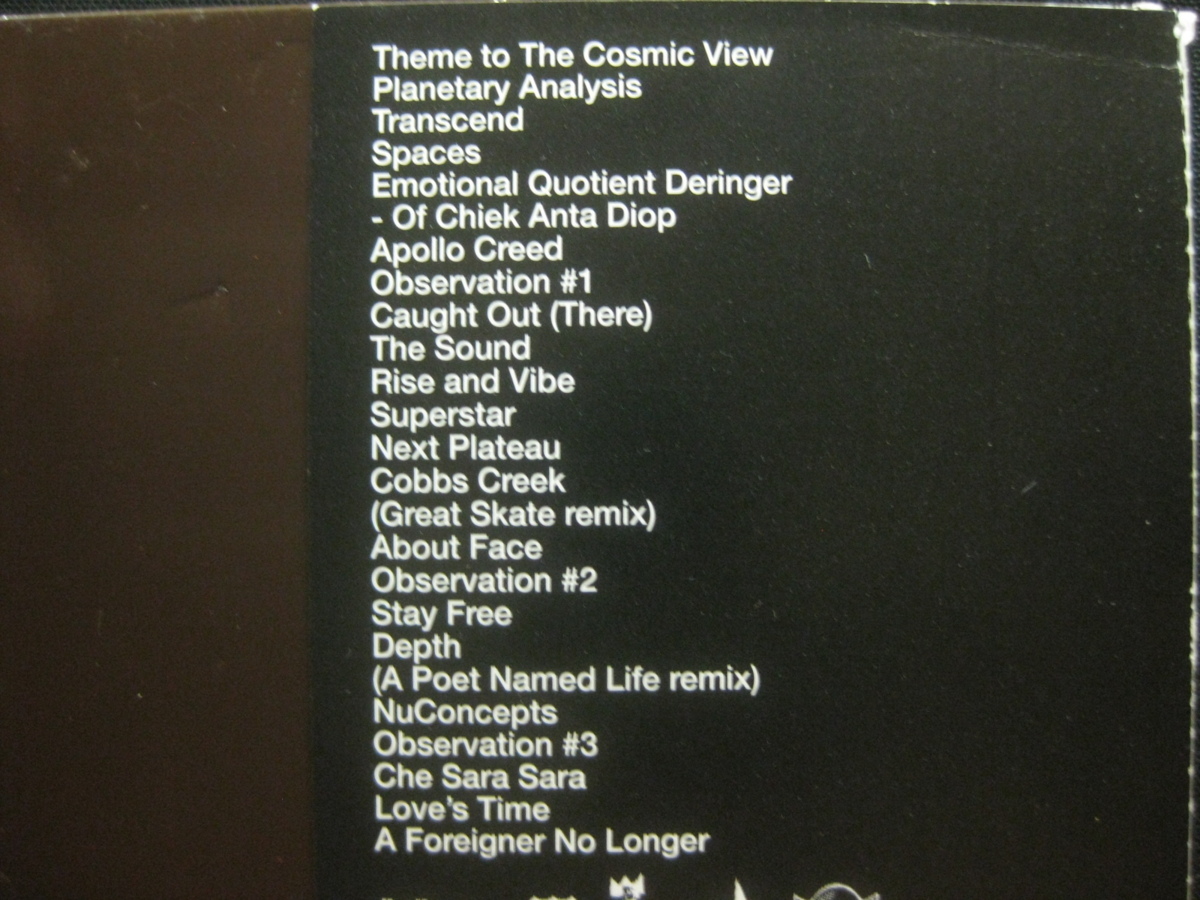 Theme to The Cosmic View
Planetary Analysis
Transcend
Spaces
Emotional Quotient Deringer
- Of Chiek Anta Diop
Apollo Creed
Observation #1
Caught Out (There)
The Sound
Rise and Vibe
Superstar
Next Plateau
Cobbs Creek
(Great Skate remix)
About Face
Observation #2
Stay Free
Depth
(A Poet Named Life remix)
NuConcepts
Observation #3
Che Sara Sara
Love's Time
A Foreigner No Longer